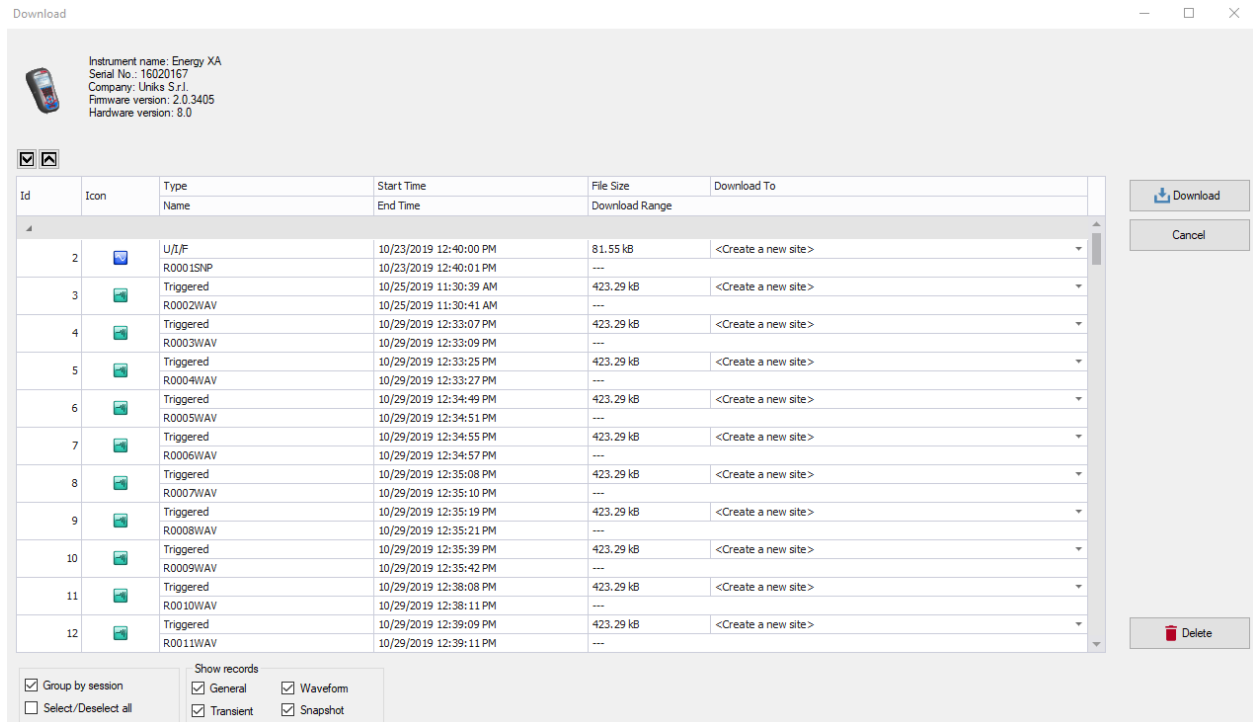 Download
Instrument name: Energy XA
Serial No.: 16020167
Company: Uniks S.r.l.
Firmware version: 2.0.3405
Hardware version: 8.0
Id Icon Type Start Time File Size Download To
Name End Time Download Range
Download
Cancel
2 U/I/F 10/23/2019 12:40:00 PM 81.55 kB <Create a new site>
R0001SNP 10/23/2019 12:40:01 PM ---
3 Triggered 10/25/2019 11:30:39 AM 423.29 kB <Create a new site>
R0002WAV 10/25/2019 11:30:41 AM ---
4 Triggered 10/29/2019 12:33:07 PM 423.29 kB <Create a new site>
R0003WAV 10/29/2019 12:33:09 PM ---
5 Triggered 10/29/2019 12:33:25 PM 423.29 kB <Create a new site>
R0004WAV 10/29/2019 12:33:27 PM ---
6 Triggered 10/29/2019 12:34:49 PM 423.29 kB <Create a new site>
R0005WAV 10/29/2019 12:34:51 PM ---
7 Triggered 10/29/2019 12:34:55 PM 423.29 kB <Create a new site>
R0006WAV 10/29/2019 12:34:57 PM ---
8 Triggered 10/29/2019 12:35:08 PM 423.29 kB <Create a new site>
R0007WAV 10/29/2019 12:35:10 PM ---
9 Triggered 10/29/2019 12:35:19 PM 423.29 kB <Create a new site>
R0008WAV 10/29/2019 12:35:21 PM ---
10 Triggered 10/29/2019 12:35:39 PM 423.29 kB <Create a new site>
R0009WAV 10/29/2019 12:35:42 PM ---
11 Triggered 10/29/2019 12:38:08 PM 423.29 kB <Create a new site>
R0010WAV 10/29/2019 12:38:11 PM ---
12 Triggered 10/29/2019 12:39:09 PM 423.29 kB <Create a new site>
R0011WAV 10/29/2019 12:39:11 PM ---
Delete
Show records
Group by session General Waveform
Select/Deselect all Transient Snapshot